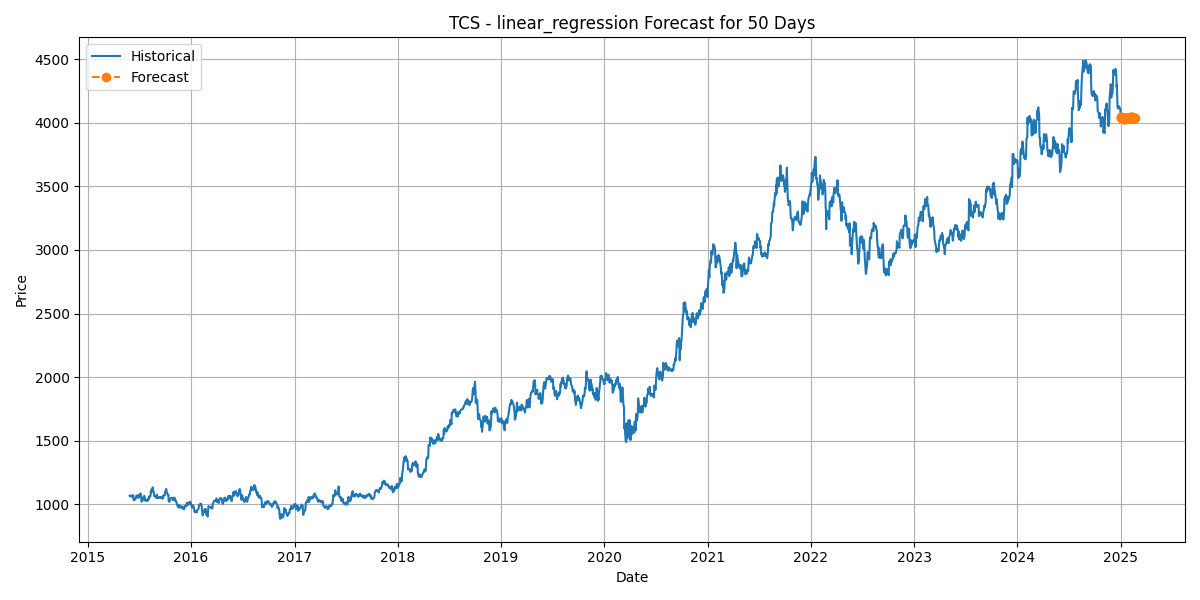 TCS - linear_regression Forecast for 50 Days
Historical
Forecast
Price
4500
4000
3500
3000
2500
2000
1500
1000
2015 2016 2017 2018 2019 2020 2021 2022 2023 2024 2025
Date